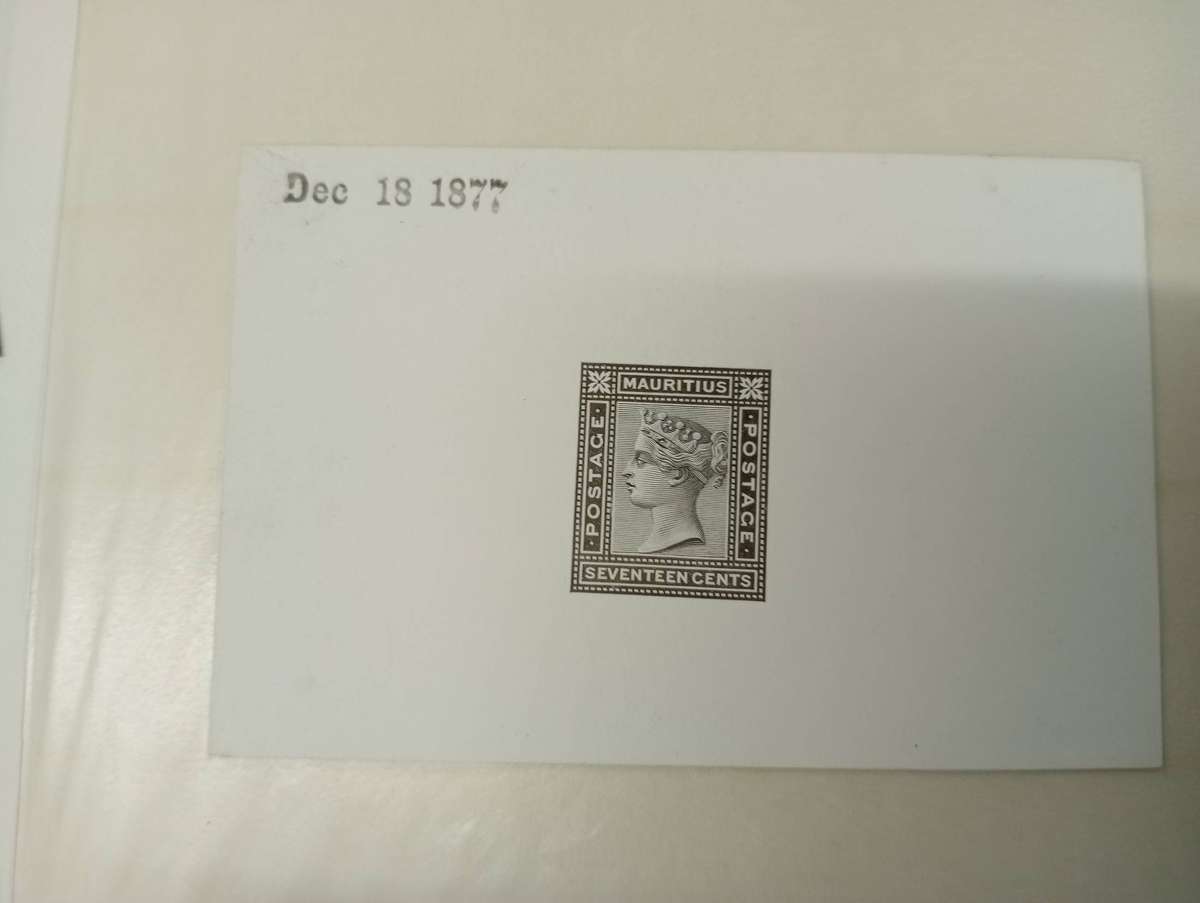 Dec 18 1877
MAURITIUS
·POSTAGE·
·POSTAGE·
SEVENTEEN CENTS